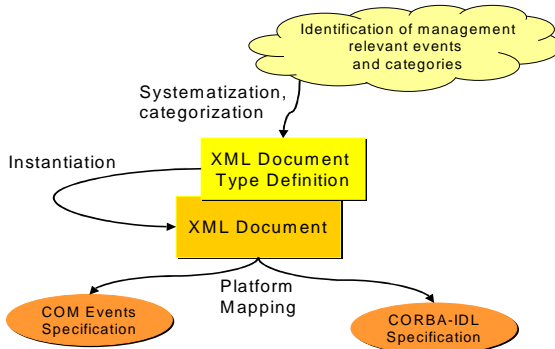 Identification of management
relevant events
and categories
Systematization,
categorization
Instantiation
XML Document
Type Definition
XML Document
Platform
Mapping
COM Events
Specification
CORBA-IDL
Specification